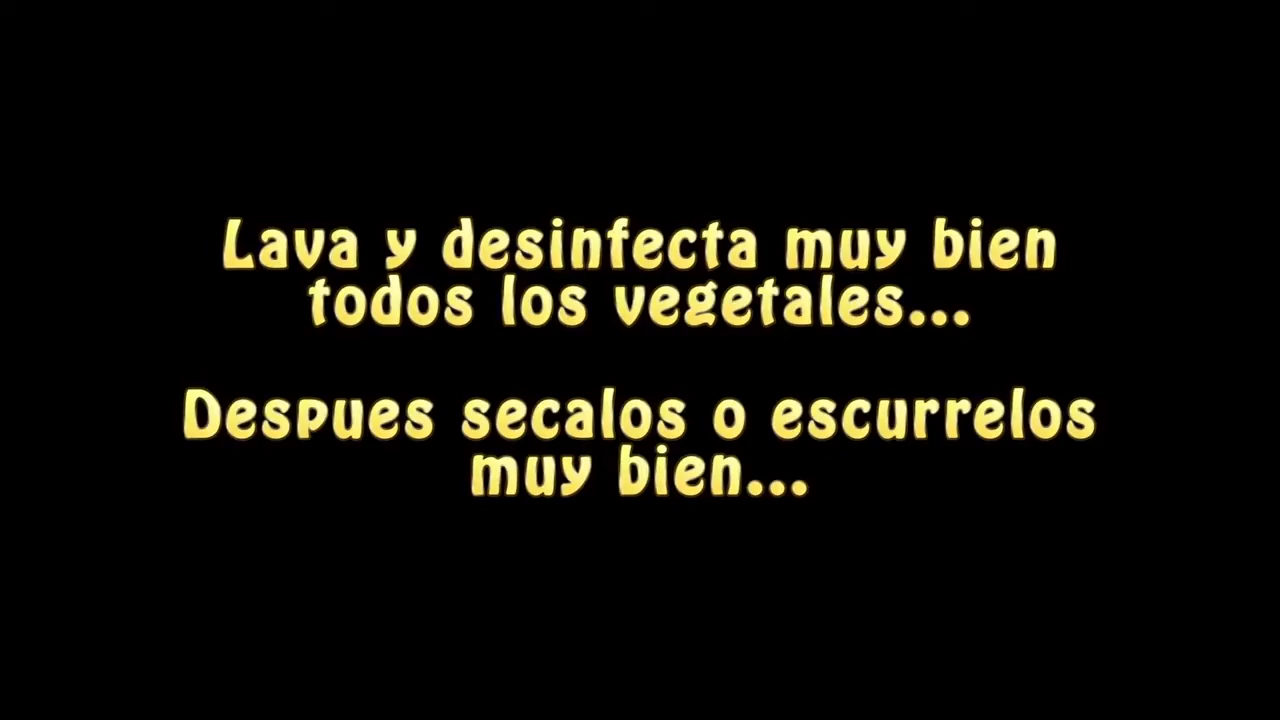 Lava y desinfecta muy bien
todos los vegetales...
Despues secalos o escurrelos
muy bien...